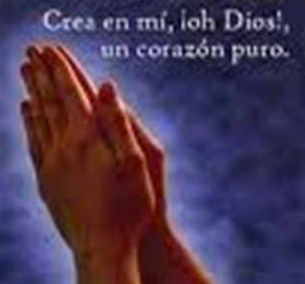 Crea en mí, ¡oh Dios!,
un corazón puro.